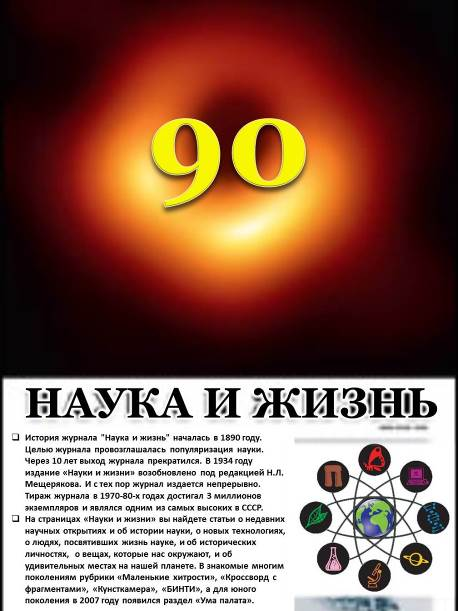 90
НАУКА И ЖИЗНЬ
❑ История журнала "Наука и жизнь" началась в 1890 году.
Целью журнала провозглашалась популяризация науки.
Через 10 лет выход журнала прекратился. В 1934 году
издание «Науки и жизни» возобновлено под редакцией Н.Л.
Мещерякова. И с тех пор журнал издается непрерывно.
Тираж журнала в 1970-80-х годах достигал 3 миллионов
экземпляров и являлся одним из самых высоких в СССР.
❑ На страницах «Науки и жизни» вы найдете статьи о недавних
научных открытиях и об истории науки, о новых технологиях,
о людях, посвятивших жизнь науке, и об исторических
личностях, о вещах, которые нас окружают, и об
удивительных местах на нашей планете. В знакомые многим
поколениям рубрики «Маленькие хитрости», «Кроссворд с
фрагментами», «Кунсткамера», «БИНТИ», а для юного
поколения в 2007 году появился раздел «Ума палата».